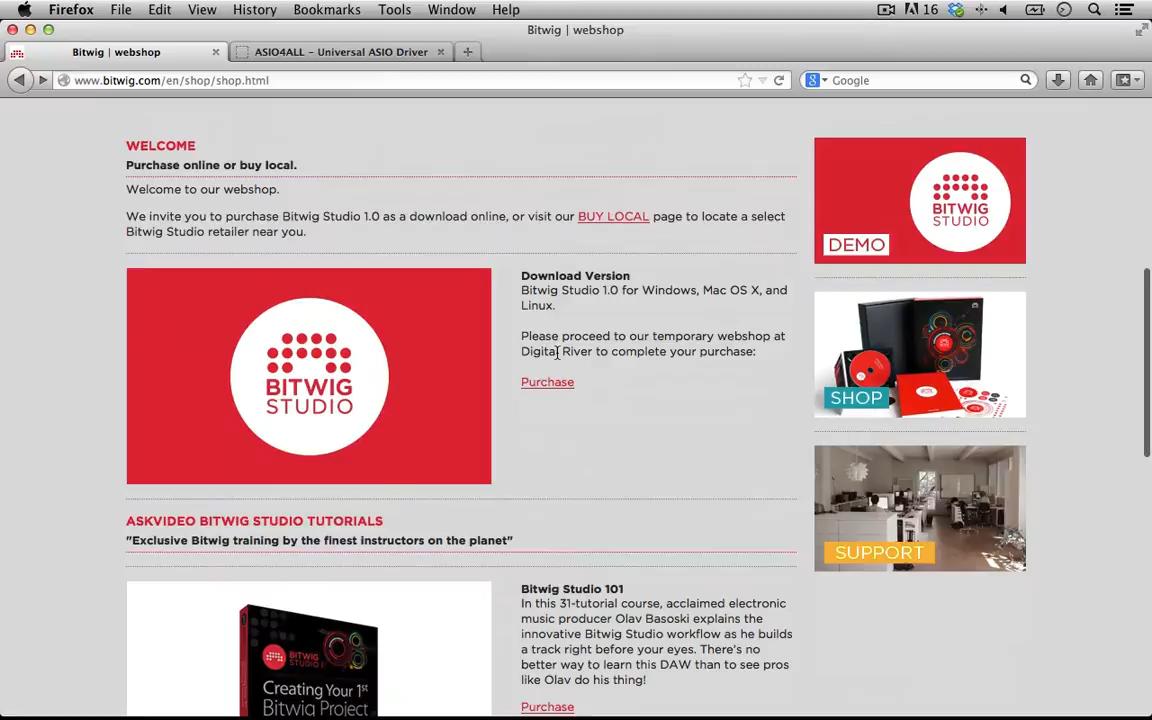 Firefox File Edit View History Bookmarks Tools Window Help 16
Bitwig | webshop
Bitwig | webshop ASIO4ALL - Universal ASIO Driver
www.bitwig.com/en/shop/shop.html Google
WELCOME
Purchase online or buy local.
Welcome to our webshop.
We invite you to purchase Bitwig Studio 1.0 as a download online, or visit our BUY LOCAL page to locate a select
Bitwig Studio retailer near you.
BITWIG
STUDIO
Download Version
Bitwig Studio 1.0 for Windows, Mac OS X, and
Linux.
Please proceed to our temporary webshop at
Digital River to complete your purchase:
Purchase
ASKVIDEO BITWIG STUDIO TUTORIALS
"Exclusive Bitwig training by the finest instructors on the planet"
Creating Your 1st
Bitwig Project
Bitwig Studio 101
In this 31-tutorial course, acclaimed electronic
music producer Olav Basoski explains the
innovative Bitwig Studio workflow as he builds
a track right before your eyes. There's no
better way to learn this DAW than to see pros
like Olav do his thing!
Purchase
BITWIG
STUDIO
DEMO
SHOP
SUPPORT